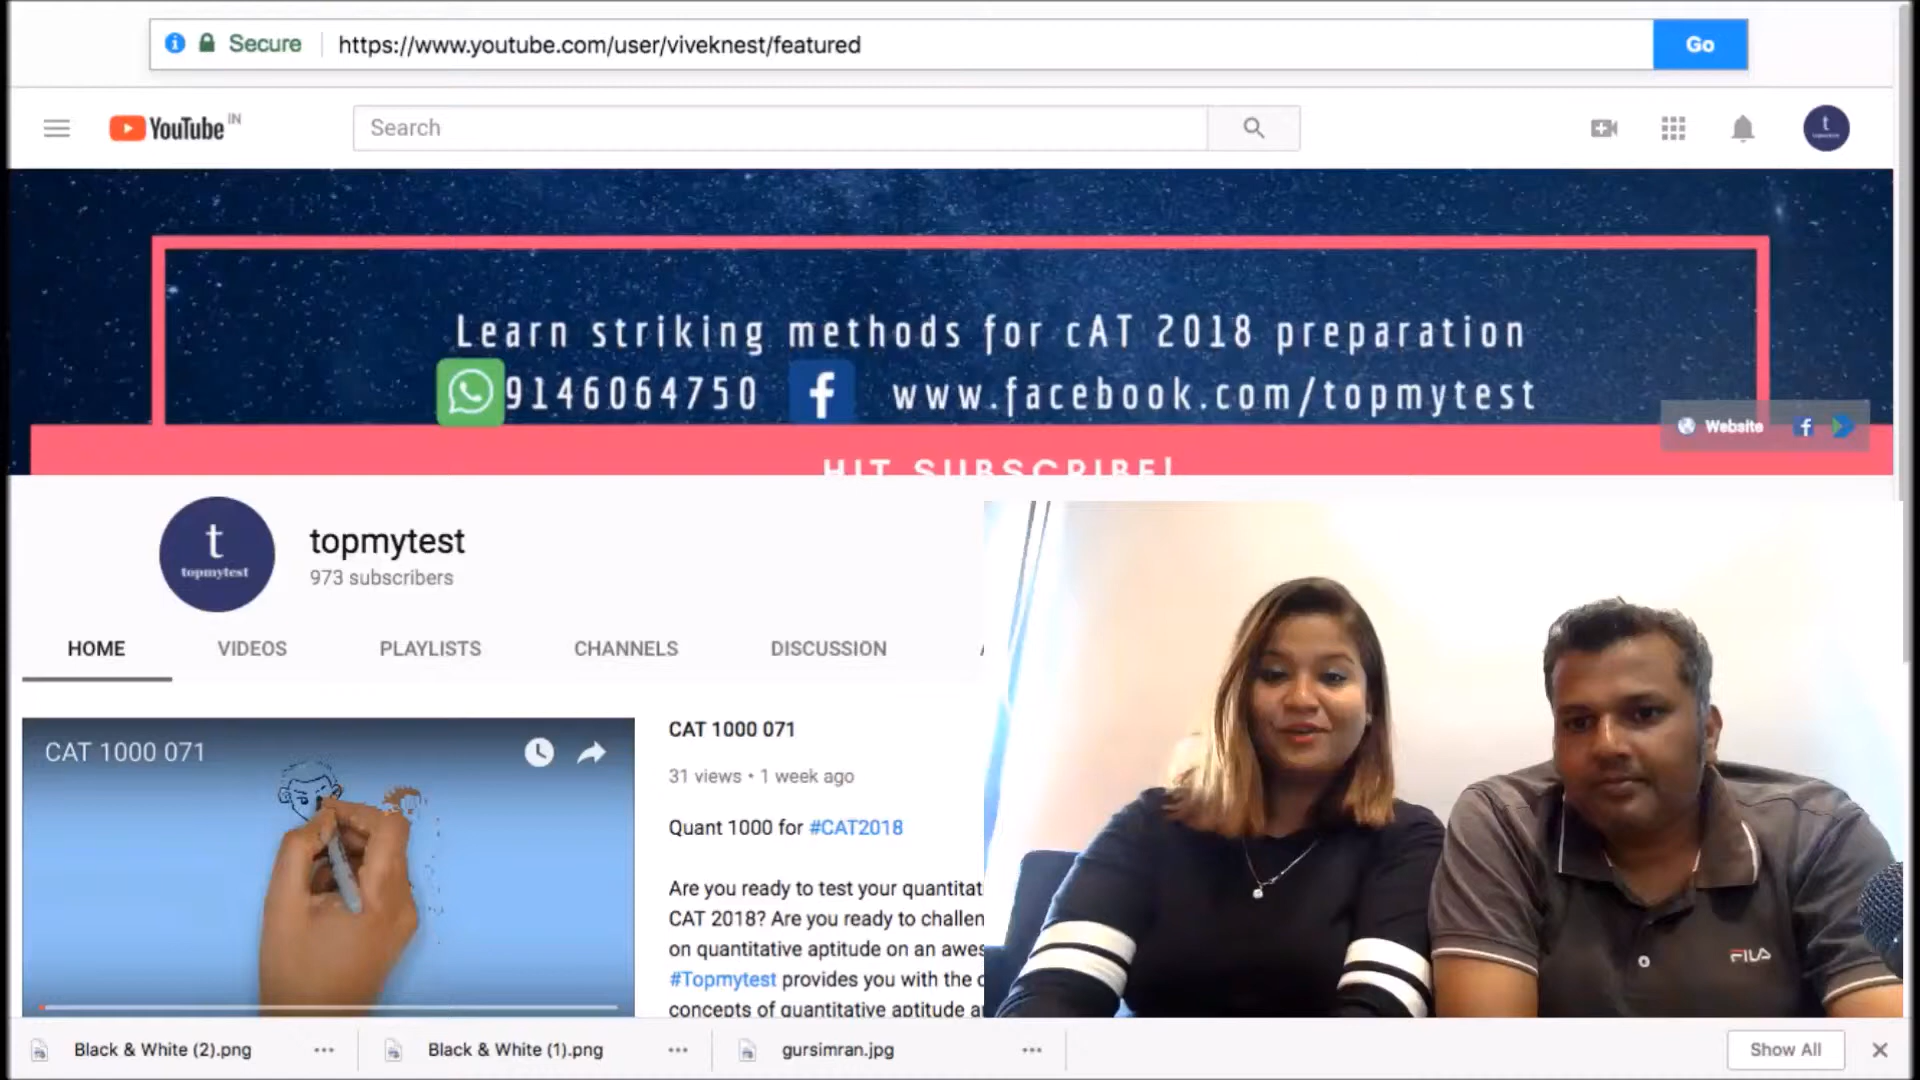 Secure https://www.youtube.com/user/viveknest/featured Go
YouTube IN Search
Learn striking methods for cAT 2018 preparation
9146064750 www.facebook.com/topmytest
Website
HIT SUBSCRIBE!
t
topmytest
topmytest
973 subscribers
HOME VIDEOS PLAYLISTS CHANNELS DISCUSSION
CAT 1000 071
CAT 1000 071
31 views • 1 week ago
Quant 1000 for #CAT2018
Are you ready to test your quantitat
CAT 2018? Are you ready to challen
on quantitative aptitude on an awes
#Topmytest provides you with the c
concepts of quantitative aptitude a
FILA
Black & White (2).png Black & White (1).png gursimran.jpg Show All